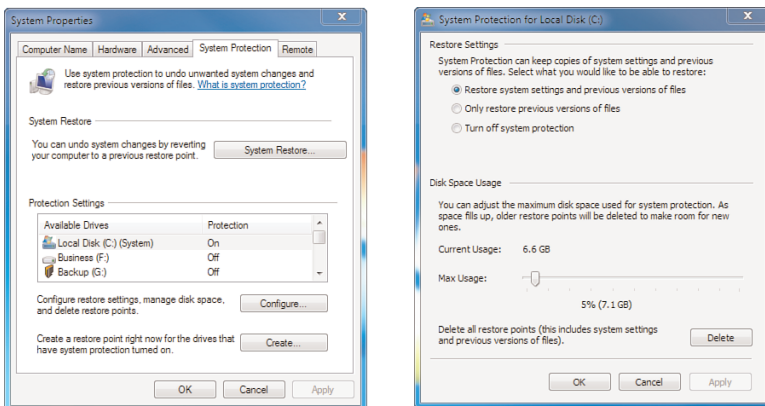 System Properties
X
Computer Name Hardware Advanced System Protection Remote
Use system protection to undo unwanted system changes and
restore previous versions of files. What is system protection?
System Restore
You can undo system changes by reverting
your computer to a previous restore point.
System Restore...
Protection Settings
Available Drives Protection
Local Disk (C:) (System) On
Business (F:) Off
Backup (G:) Off
Configure restore settings, manage disk space,
and delete restore points.
Configure...
Create a restore point right now for the drives that
have system protection turned on.
Create...
OK Cancel Apply
System Protection for Local Disk (C:)
X
Restore Settings
System Protection can keep copies of system settings and previous
versions of files. Select what you would like to be able to restore:
Restore system settings and previous versions of files
Only restore previous versions of files
Turn off system protection
Disk Space Usage
You can adjust the maximum disk space used for system protection. As
space fills up, older restore points will be deleted to make room for new
ones.
Current Usage: 6.6 GB
Max Usage:
5% (7.1 GB)
Delete all restore points (this includes system settings
and previous versions of files).
Delete
OK Cancel Apply